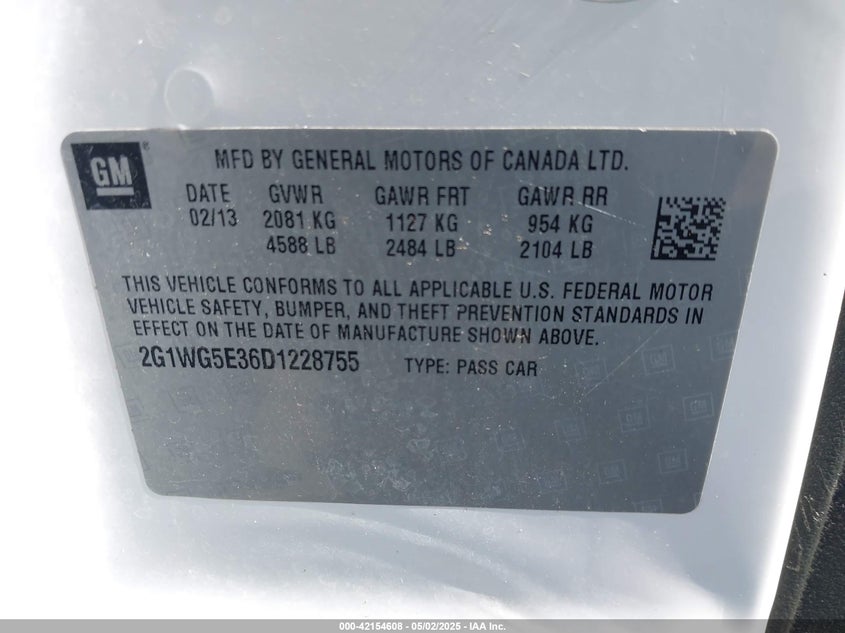 GM
MFD BY GENERAL MOTORS OF CANADA LTD.
DATE GVWR GAWR FRT GAWR RR
02/13 2081 KG 1127 KG 954 KG
4588 LB 2484 LB 2104 LB
THIS VEHICLE CONFORMS TO ALL APPLICABLE U.S. FEDERAL MOTOR
VEHICLE SAFETY, BUMPER, AND THEFT PREVENTION STANDARDS IN
EFFECT ON THE DATE OF MANUFACTURE SHOWN ABOVE.
2G1WG5E36D1228755 TYPE: PASS CAR
000-42154608 - 05/02/2025 - IAA Inc.